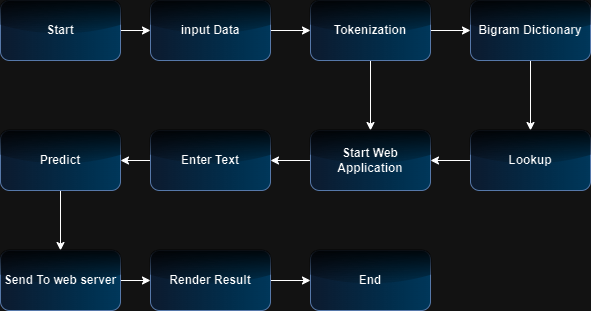 Start
input Data
Tokenization
Bigram Dictionary
Predict
Enter Text
Start Web
Application
Lookup
Send To web server
Render Result
End